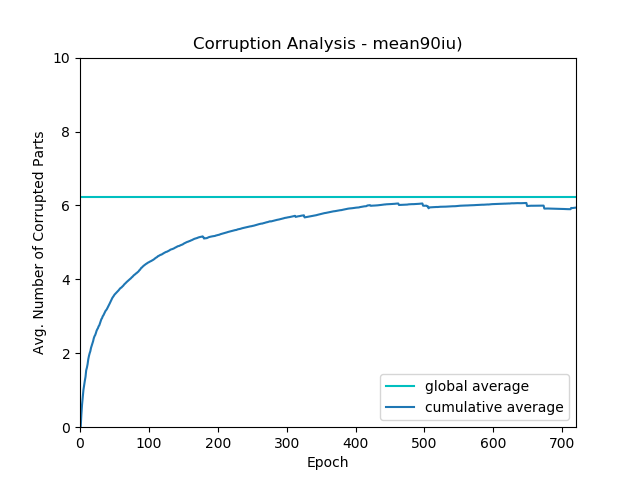 Corruption Analysis - mean90iu)
Avg. Number of Corrupted Parts
10
8
6
4
2
0
0 100 200 300 400 500 600 700
Epoch
global average
cumulative average